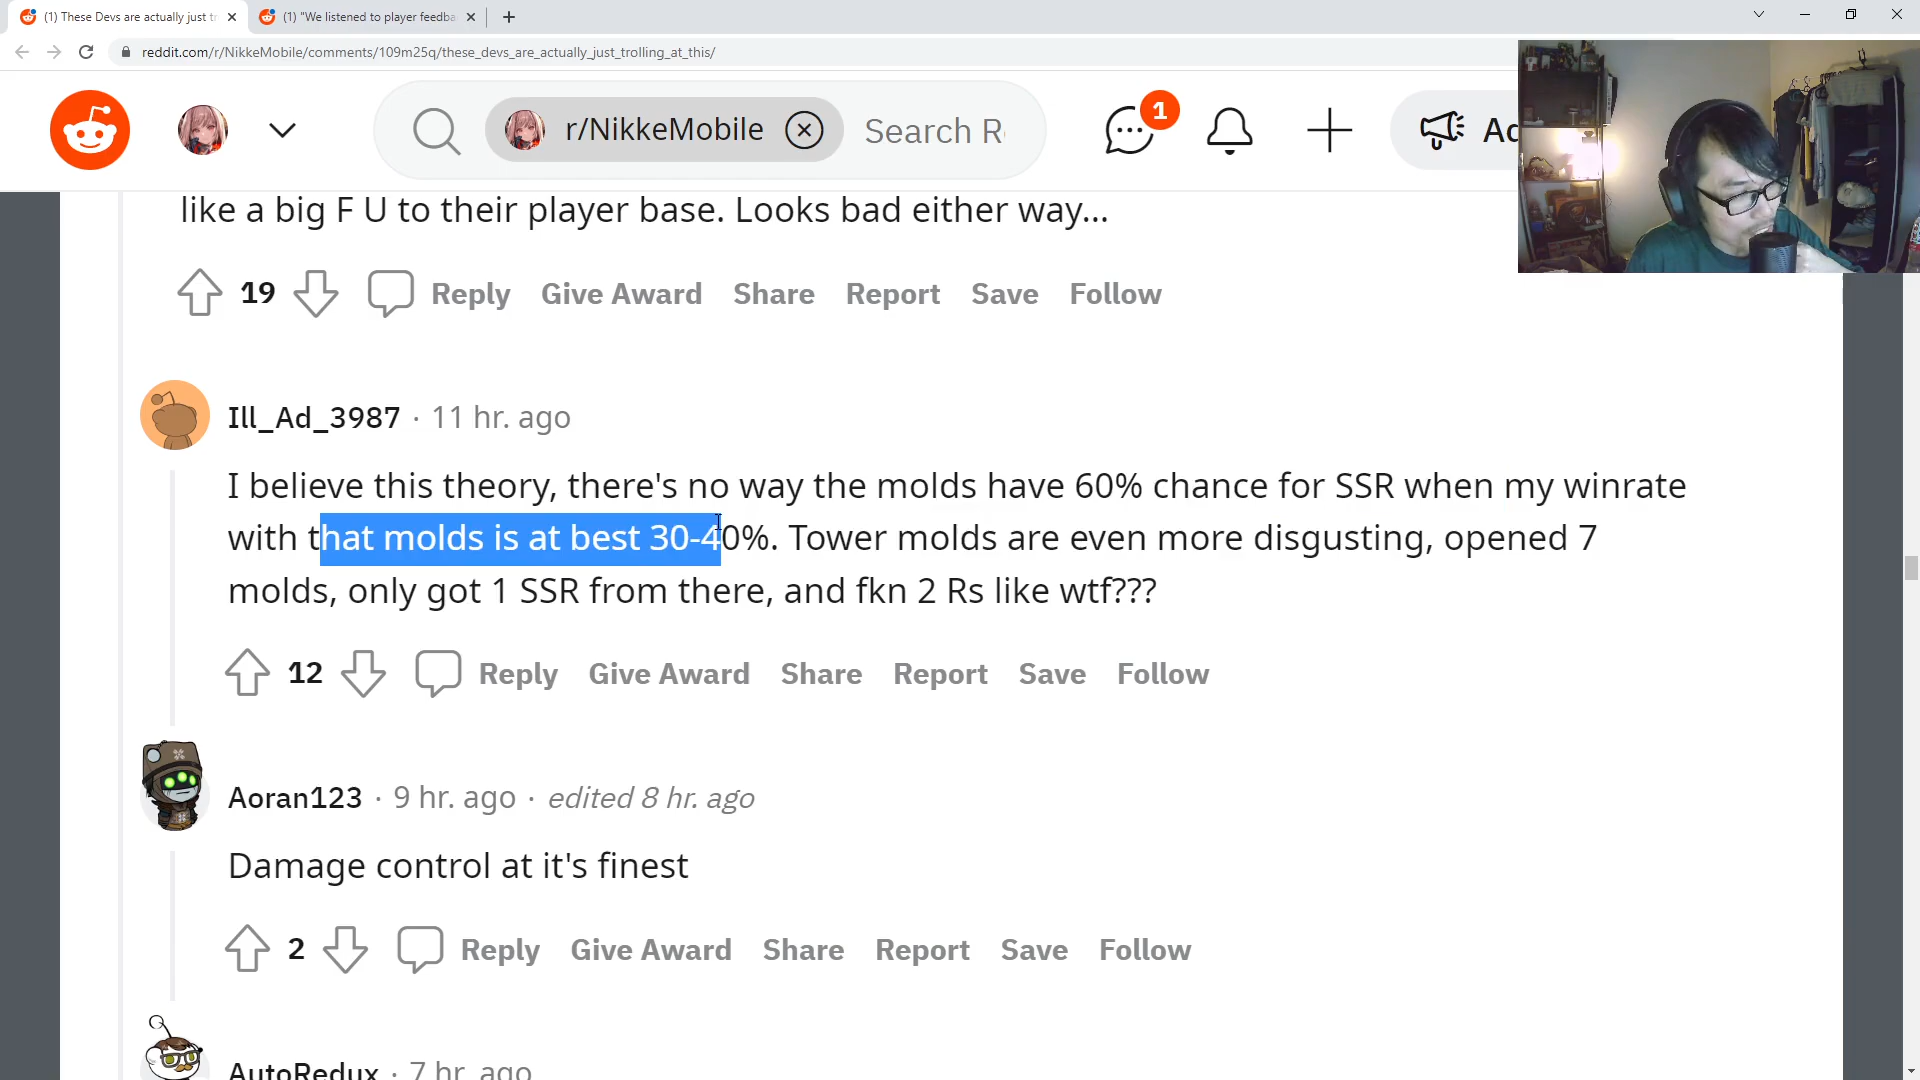 (1) These Devs are actually just tr
(1) "We listened to player feedba
reddit.com/r/NikkeMobile/comments/109m25q/these_devs_are_actually_just_trolling_at_this/
r/NikkeMobile
Search R
1
Ad
like a big F U to their player base. Looks bad either way...
19 Reply Give Award Share Report Save Follow
Ill_Ad_3987 · 11 hr. ago
I believe this theory, there's no way the molds have 60% chance for SSR when my winrate
with that molds is at best 30-40%. Tower molds are even more disgusting, opened 7
molds, only got 1 SSR from there, and fkn 2 Rs like wtf???
12 Reply Give Award Share Report Save Follow
Aoran123 · 9 hr. ago · edited 8 hr. ago
Damage control at it's finest
2 Reply Give Award Share Report Save Follow
AutoRedux · 7 hr. ago